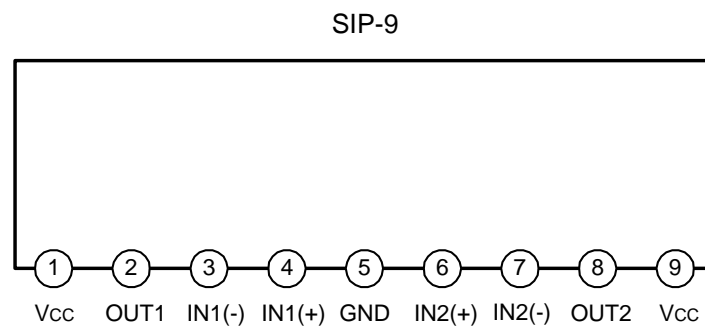 SIP-9
1 2 3 4 5 6 7 8 9
Vcc OUT1 IN1(-) IN1(+) GND IN2(+) IN2(-) OUT2 Vcc